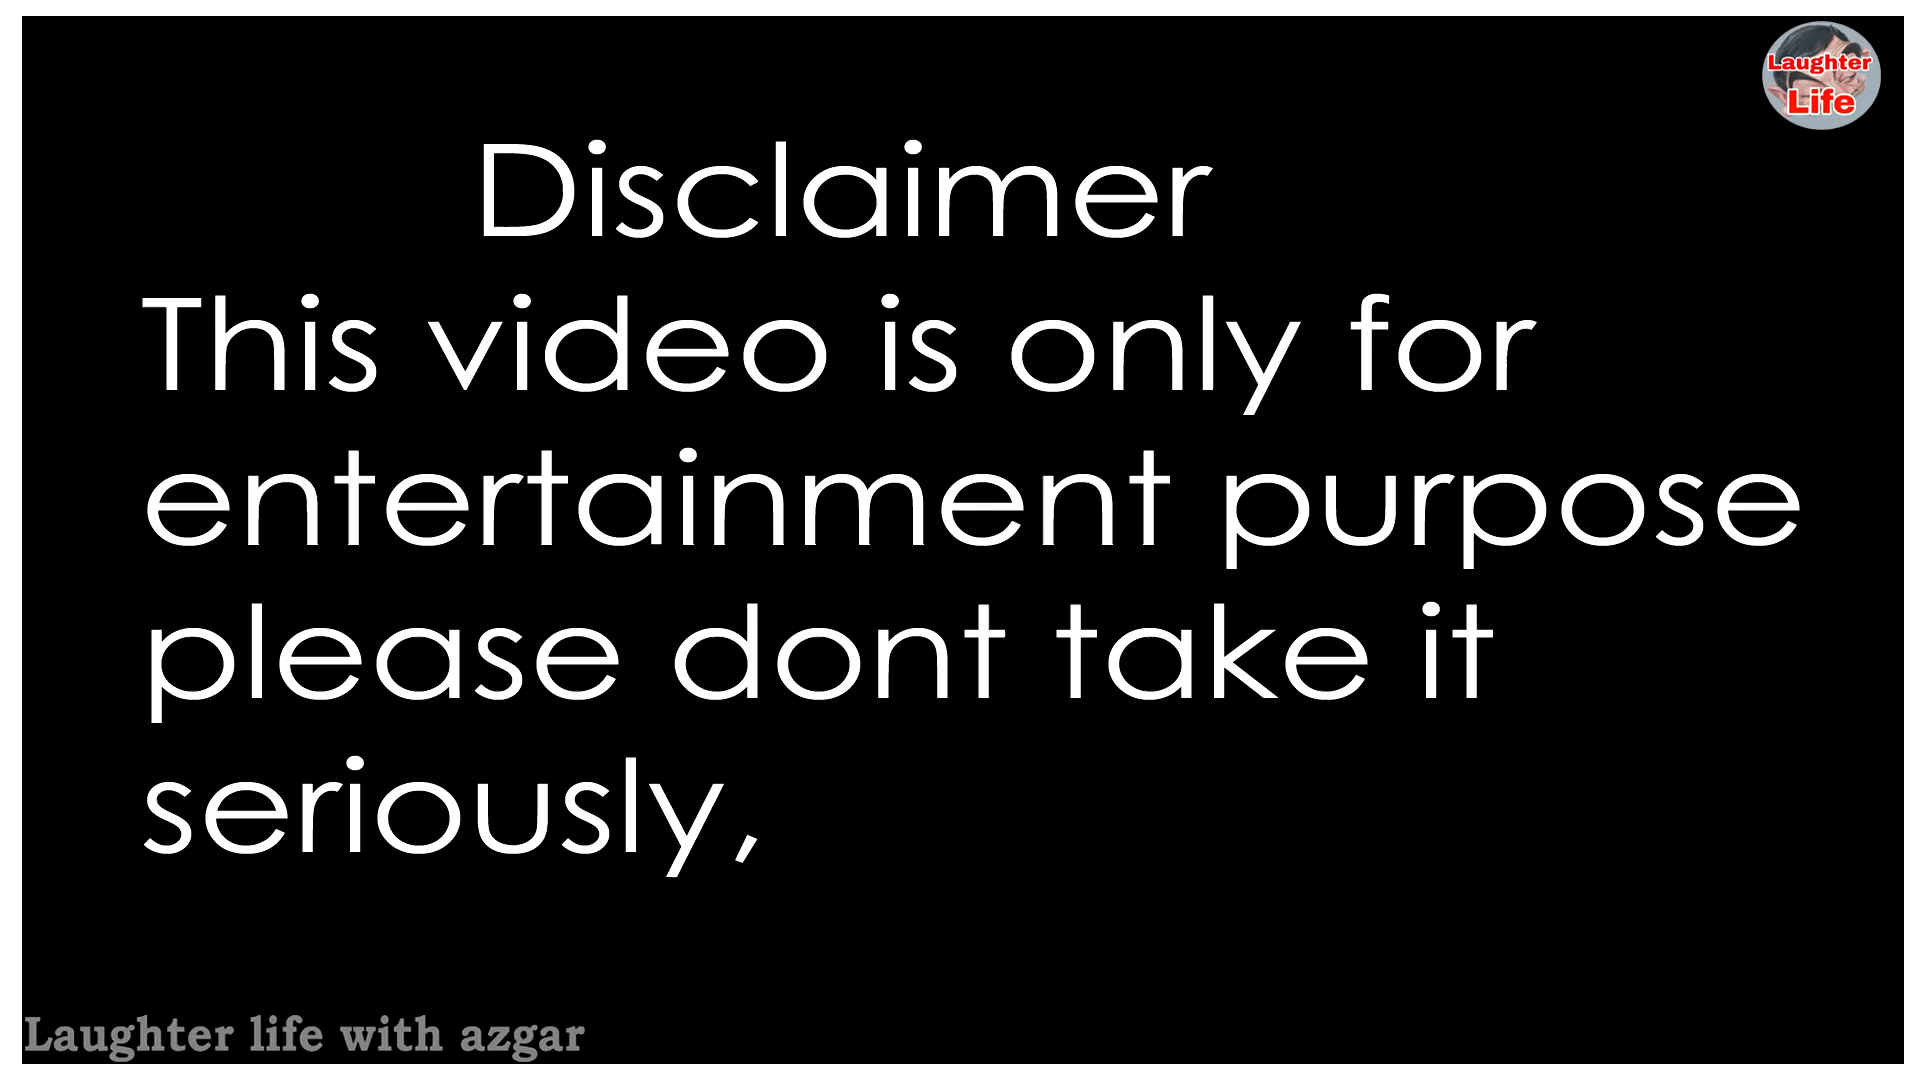 Laughter
Life
Disclaimer
This video is only for
entertainment purpose
please dont take it
seriously,
Laughter life with azgar